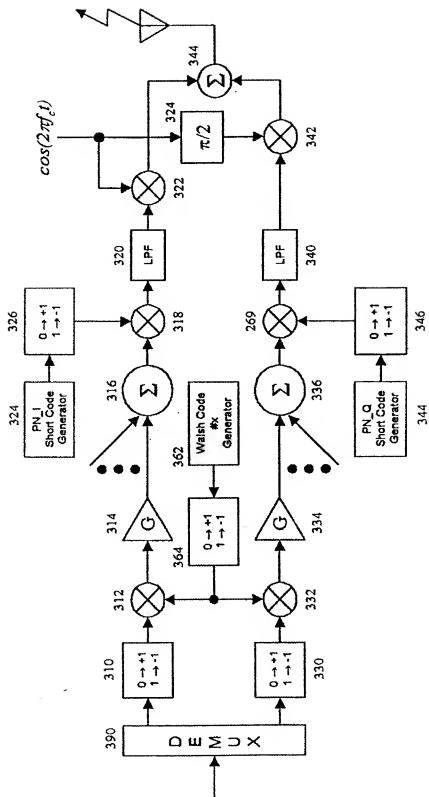 390
D
E
M
U
X
310
0 → +1
1 → -1
312
314
G
316
Σ
324
PN_I
Short Code
Generator
326
0 → +1
1 → -1
318
320
LPF
322
cos(2πf_c t)
324
π/2
344
Σ
362
Walsh Code
#x
Generator
364
0 → +1
1 → -1
330
0 → +1
1 → -1
332
334
G
336
Σ
269
340
LPF
342
344
PN_Q
Short Code
Generator
346
0 → +1
1 → -1